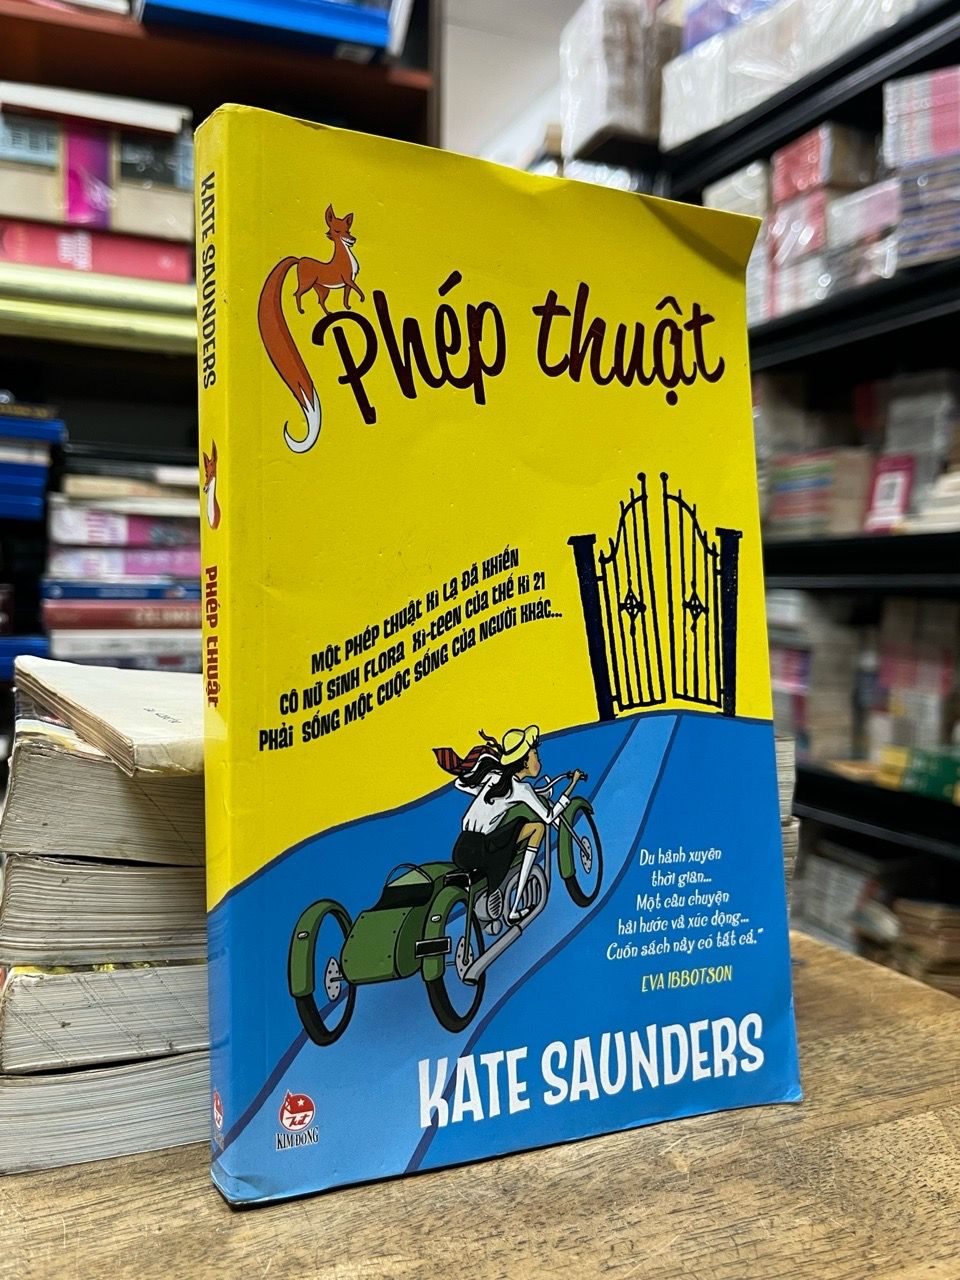 KATE SAUNDERS
Phép thuật
Phép thuật
Một phép thuật kì lạ đã khiến
cô nữ sinh Flora xì-teen của thế kỉ 21
phải sống một cuộc sống của người khác...
Du hành xuyên
thời gian...
Một câu chuyện
hài hước và xúc động...
Cuốn sách này có tất cả."
EVA IBBOTSON
KATE SAUNDERS
KIM ĐỒNG